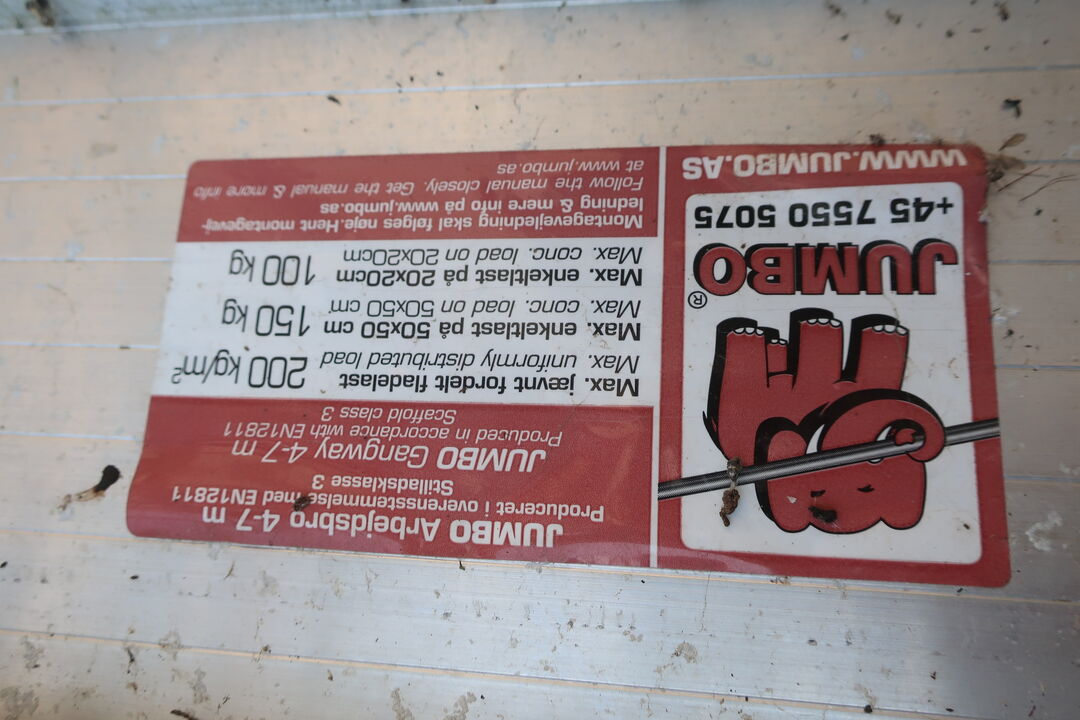 JUMBO Arbejdsbro 4-7 m
Produceret i overensstemmelse med EN12811
Stilladsklasse 3
JUMBO Gangway 4-7 m
Produced in accordance with EN12811
Scaffold class 3
Max. jævnt fordelt fladelast
Max. uniformly distributed load 200 kg/m²
Max. enkeltlast på 50x50 cm
Max. conc. load on 50x50 cm 150 kg
Max. enkeltlast på 20x20cm
Max. conc. load on 20x20cm 100 kg
Montagevejledning skal følges nøje.Hent montagevej-
ledning & mere info på www.jumbo.as.
Follow the manual closely. Get the manual & more info
at www.jumbo.as
JUMBO®
+45 7550 5075
WWW.JUMBO.AS